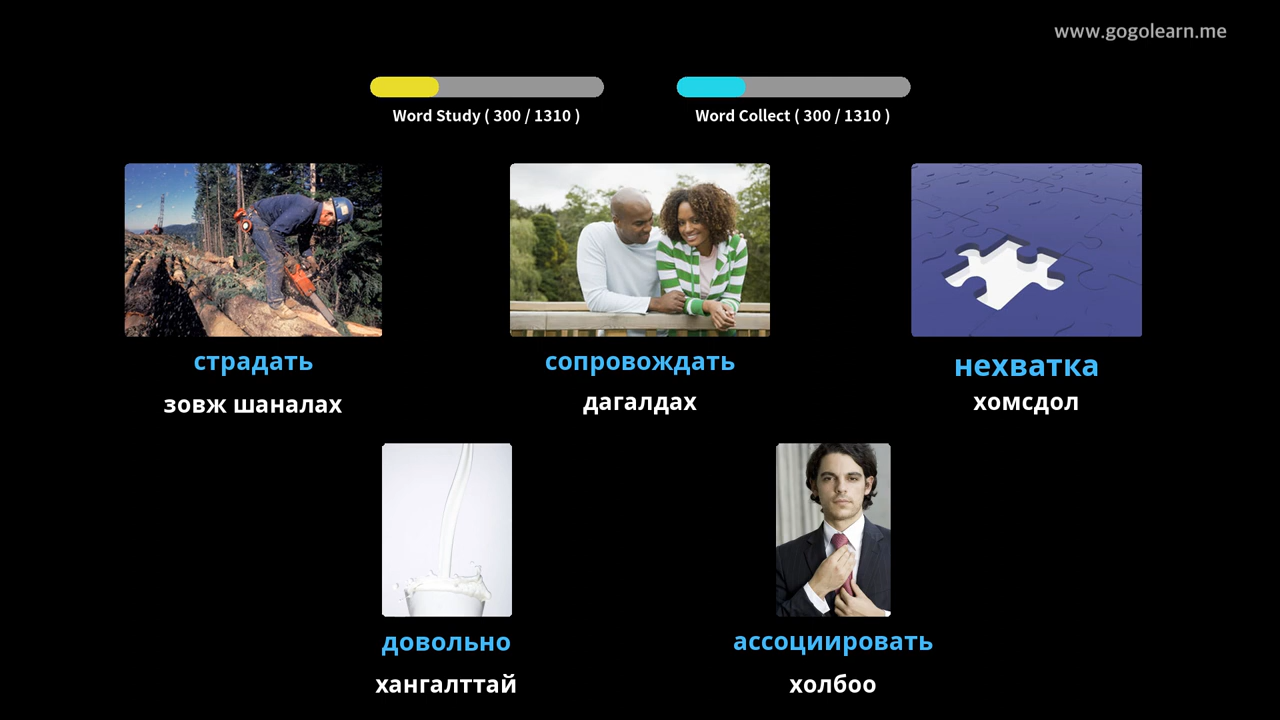 www.gogolearn.me
Word Study ( 300 / 1310 )
Word Collect ( 300 / 1310 )
страдать
сопровождать
нехватка
зовж шаналах
дагалдах
хомсдол
довольно
ассоциировать
хангалттай
холбоо